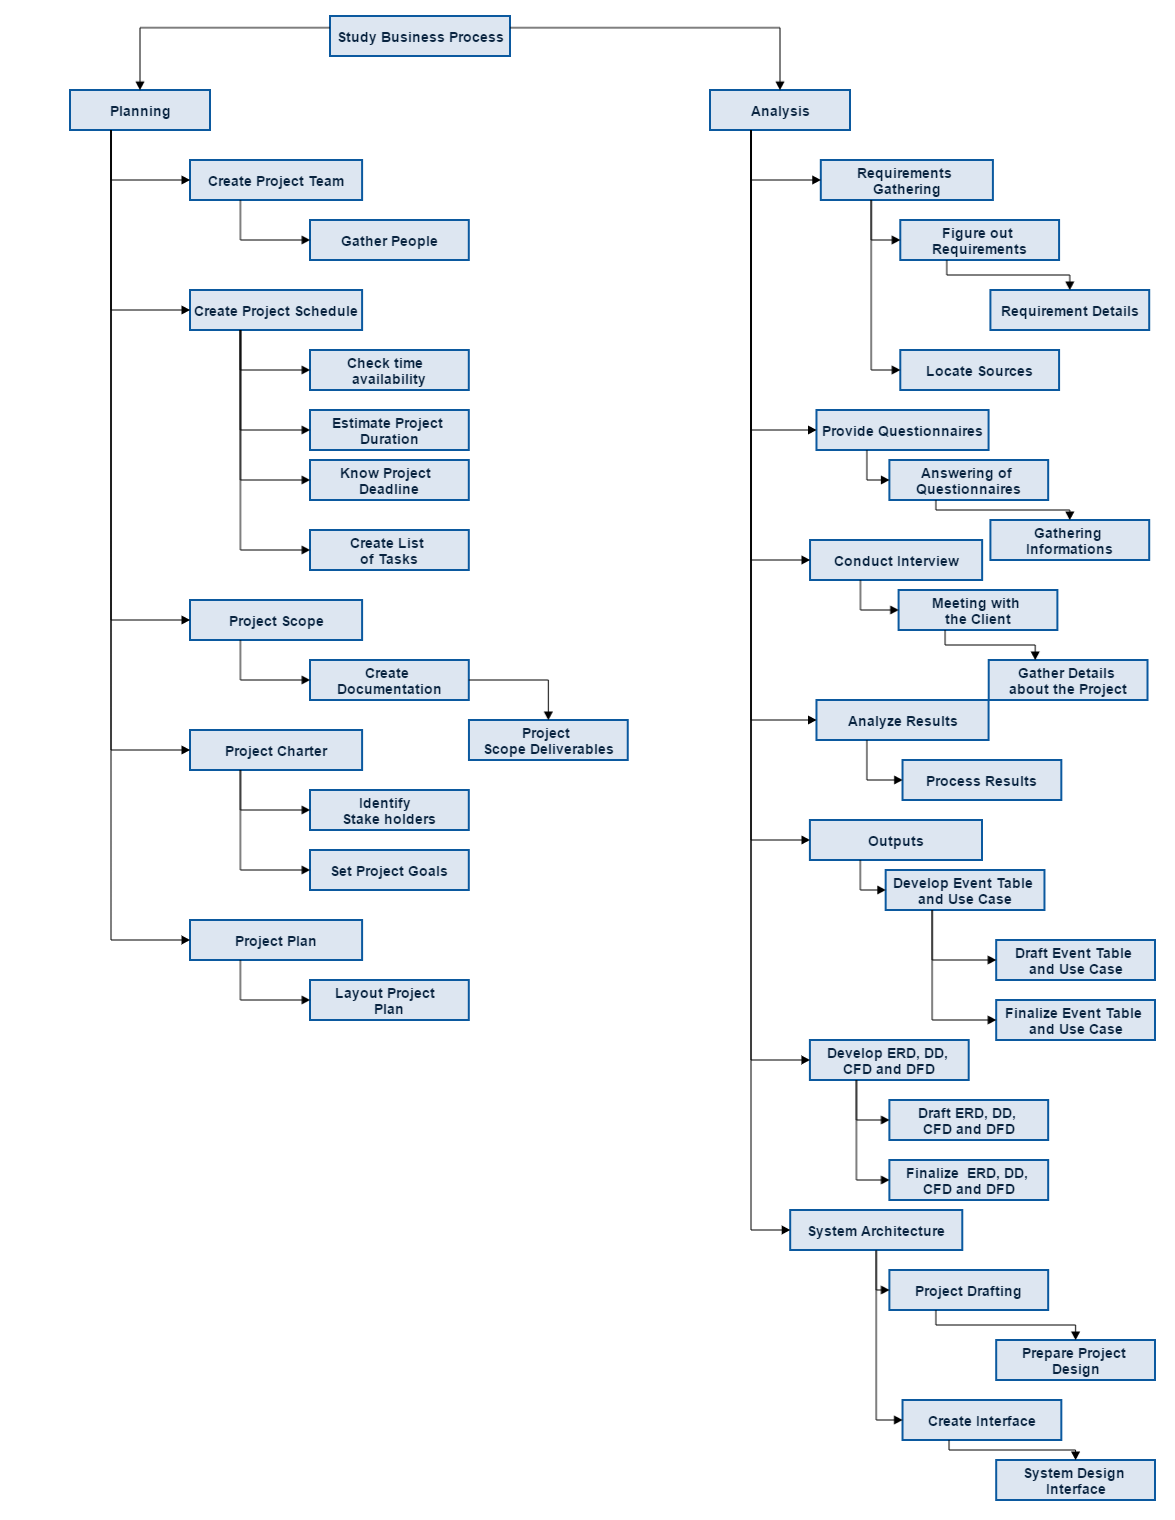 Study Business Process
Planning
Create Project Team
Gather People
Create Project Schedule
Check time
availability
Estimate Project
Duration
Know Project
Deadline
Create List
of Tasks
Project Scope
Create
Documentation
Project
Scope Deliverables
Project Charter
Identify
Stake holders
Set Project Goals
Project Plan
Layout Project
Plan
Analysis
Requirements
Gathering
Figure out
Requirements
Requirement Details
Locate Sources
Provide Questionnaires
Answering of
Questionnaires
Gathering
Informations
Conduct Interview
Meeting with
the Client
Gather Details
about the Project
Analyze Results
Process Results
Outputs
Develop Event Table
and Use Case
Draft Event Table
and Use Case
Finalize Event Table
and Use Case
Develop ERD, DD,
CFD and DFD
Draft ERD, DD,
CFD and DFD
Finalize  ERD, DD,
CFD and DFD
System Architecture
Project Drafting
Prepare Project
Design
Create Interface
System Design
Interface